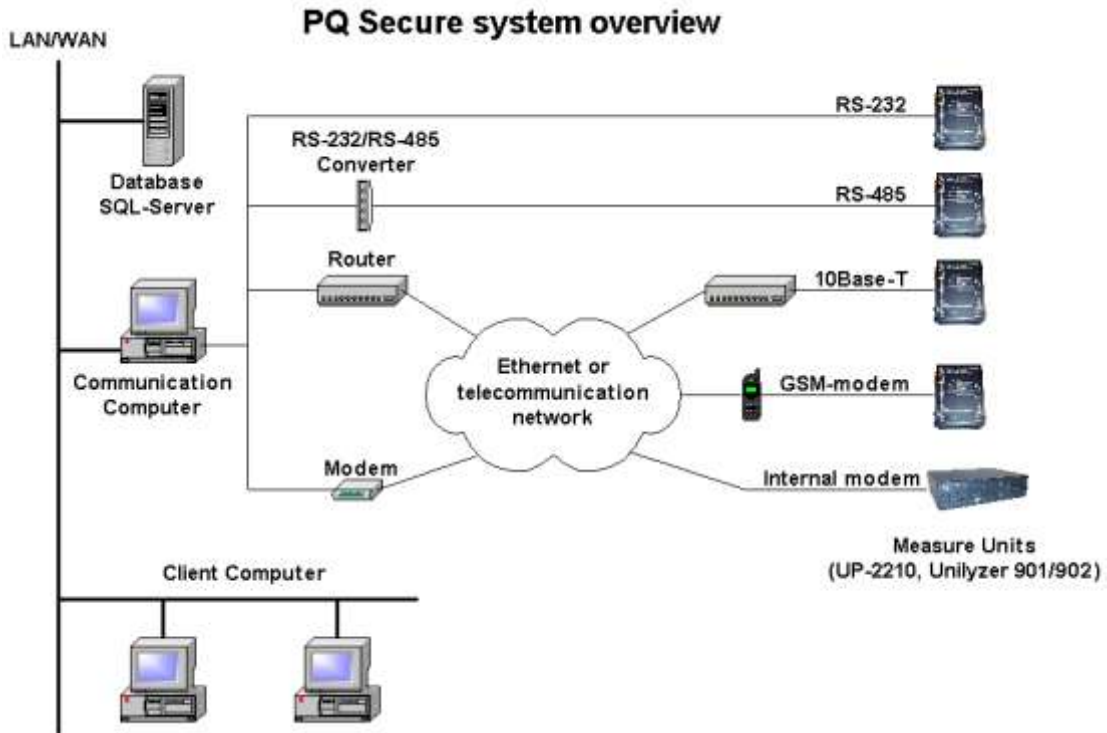 PQ Secure system overview
LAN/WAN
RS-232
RS-232/RS-485
Converter
Database
SQL-Server
RS-485
Router
10Base-T
Ethernet or
telecommunication
network
Communication
Computer
GSM-modem
Modem
Internal modem
Measure Units
(UP-2210, Unilyzer 901/902)
Client Computer